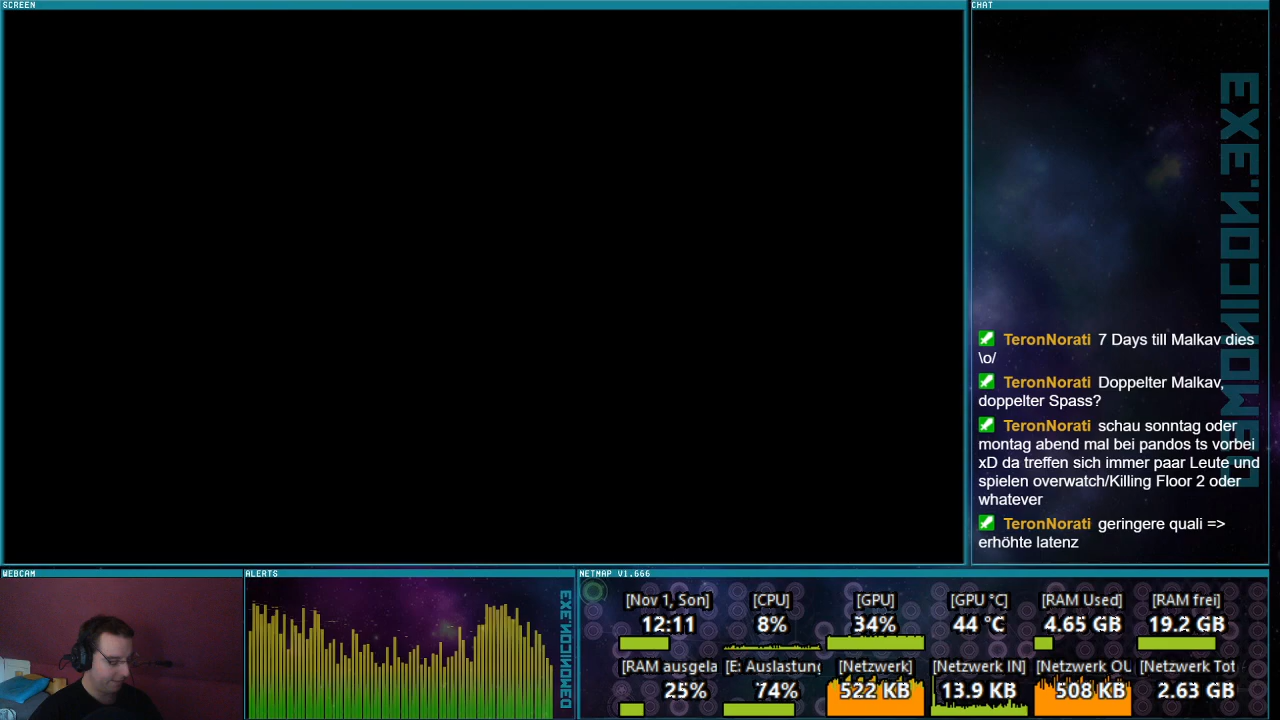 SCREEN
CHAT
TeronNorati 7 Days till Malkav dies
\o/
TeronNorati Doppelter Malkav,
doppelter Spass?
TeronNorati schau sonntag oder
montag abend mal bei pandos ts vorbei
xD da treffen sich immer paar Leute und
spielen overwatch/Killing Floor 2 oder
whatever
TeronNorati geringere quali =>
erhöhte latenz
WEBCAM
ALERTS
NETMAP V1.666
[Nov 1, Son] [CPU] [GPU] [GPU °C] [RAM Used] [RAM frei]
12:11 8% 34% 44 °C 4.65 GB 19.2 GB
[RAM ausgela [E: Auslastung [Netzwerk] [Netzwerk IN] [Netzwerk OU [Netzwerk Tot
25% 74% 522 KB 13.9 KB 508 KB 2.63 GB